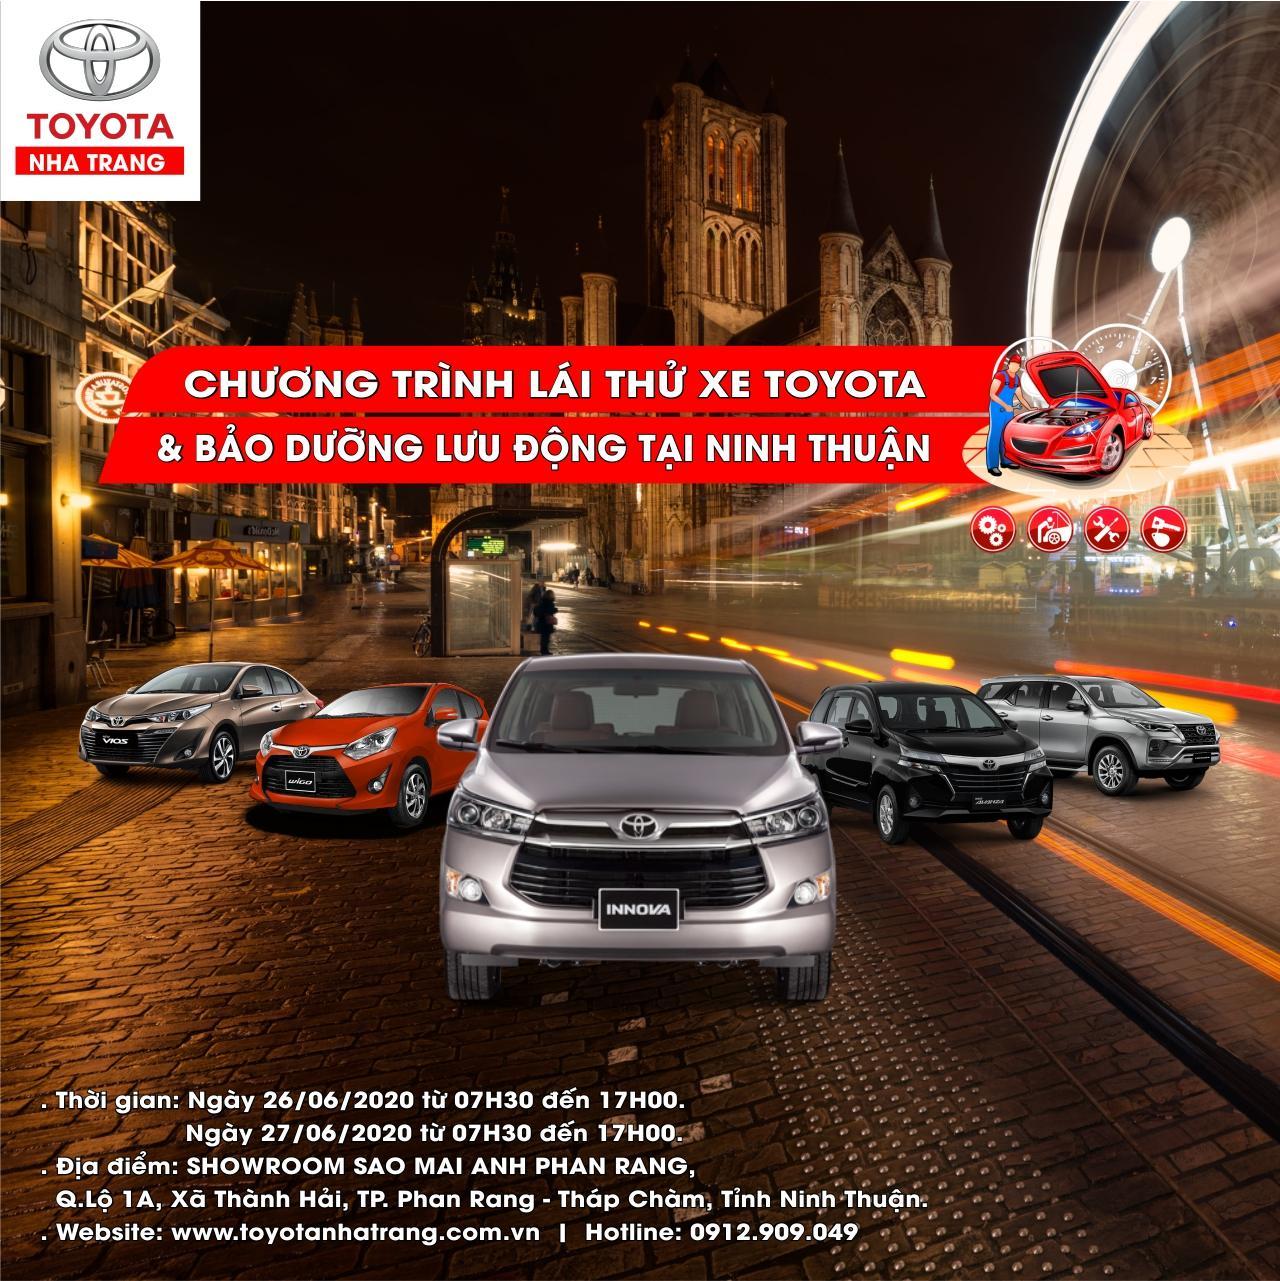 TOYOTA
NHA TRANG
CHƯƠNG TRÌNH LÁI THỬ XE TOYOTA
& BẢO DƯỠNG LƯU ĐỘNG TẠI NINH THUẬN
VIOS
WIGO
INNOVA
AVANZA
. Thời gian: Ngày 26/06/2020 từ 07H30 đến 17H00.
Ngày 27/06/2020 từ 07H30 đến 17H00.
. Địa điểm: SHOWROOM SAO MAI ANH PHAN RANG,
Q.Lộ 1A, Xã Thành Hải, TP. Phan Rang - Tháp Chàm, Tỉnh Ninh Thuận.
. Website: www.toyotanhatrang.com.vn | Hotline: 0912.909.049